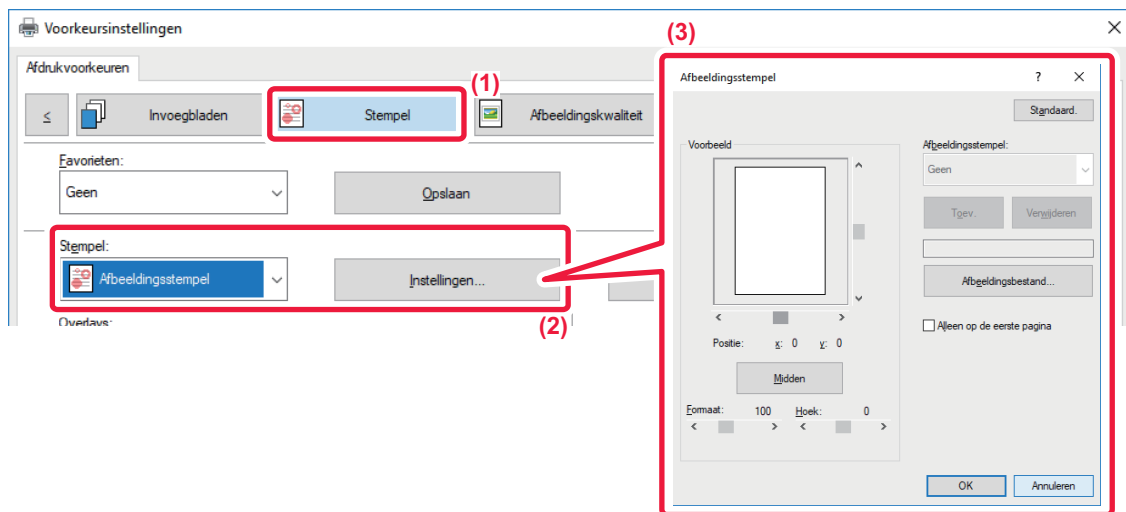 Voorkeursinstellingen
Afdrukvoorkeuren
(1)
<
Invoegbladen
Stempel
Afbeeldingskwaliteit
Favorieten:
Geen
Opslaan
Stempel:
Afbeeldingsstempel
Instellingen...
Overlays:
(2)
(3)
Afbeeldingsstempel
?
Standaard.
Voorbeeld
Afbeeldingsstempel:
Geen
Toev.
Verwijderen
Afbeeldingsbestand...
Alleen op de eerste pagina
Positie: x: 0 y: 0
Midden
Formaat: 100 Hoek: 0
OK
Annuleren